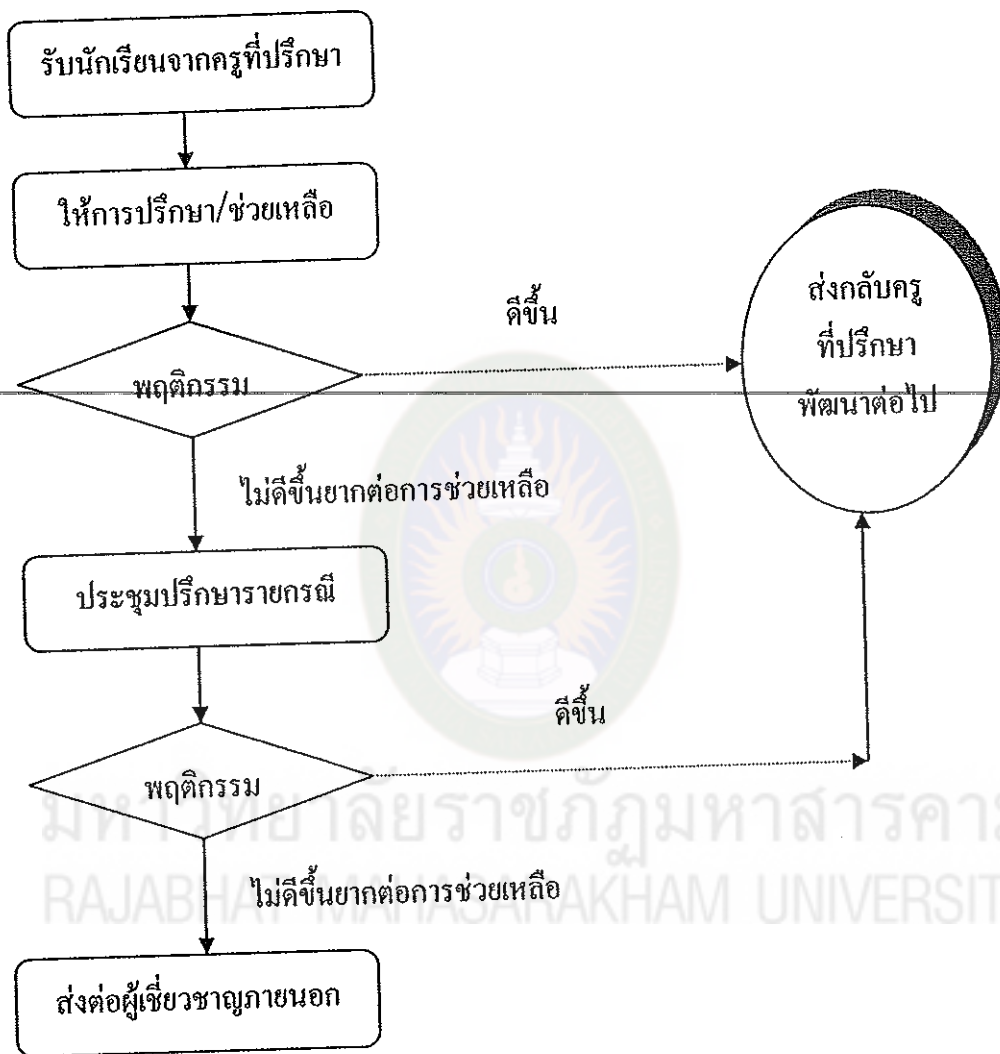 รับนักเรียนจากครูที่ปรึกษา
ให้การปรึกษา/ช่วยเหลือ
พฤติกรรม
ดีขึ้น
ส่งกลับครู
ที่ปรึกษา
พัฒนาต่อไป
ไม่ดีขึ้นยากต่อการช่วยเหลือ
ประชุมปรึกษารายกรณี
พฤติกรรม
ดีขึ้น
มหาวิทยาลัยราชภัฏมหาสารคาม
RAJABHAT MAHASARAKHAM UNIVERSIT
ไม่ดีขึ้นยากต่อการช่วยเหลือ
ส่งต่อผู้เชี่ยวชาญภายนอก